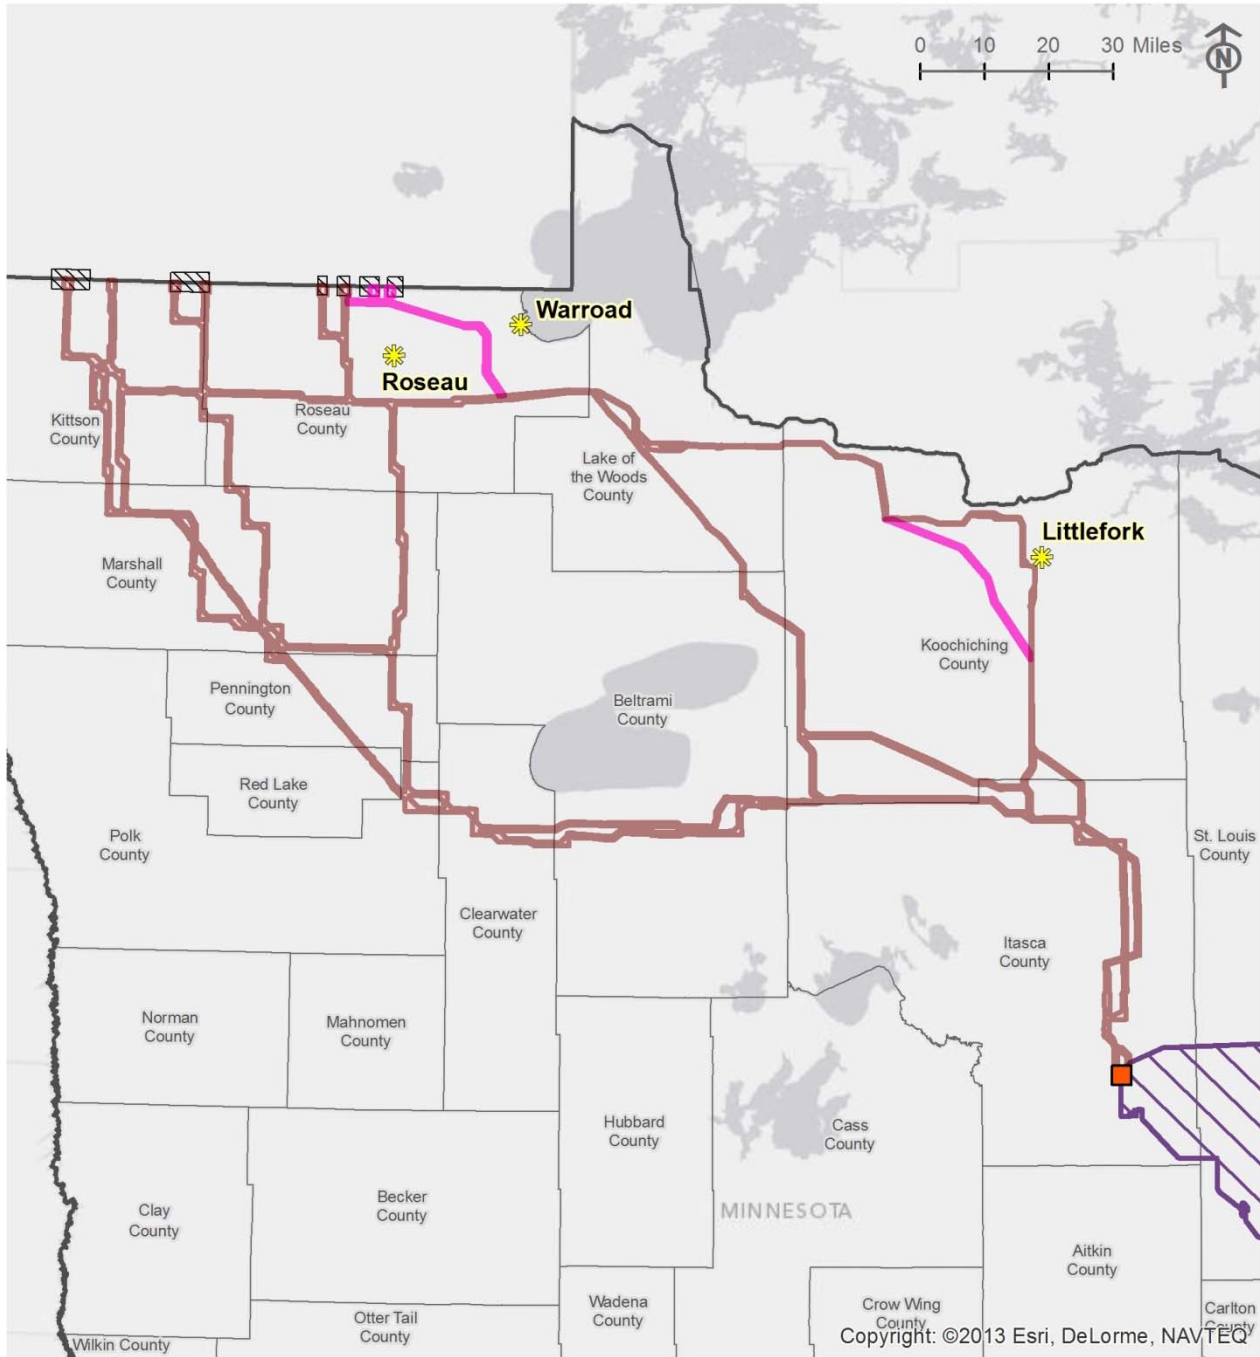 0 10 20 30 Miles
N
Warroad
Roseau
Roseau
County
Kittson
County
Lake of
the Woods
County
Littlefork
Marshall
County
Koochiching
County
Pennington
County
Beltrami
County
Red Lake
County
Polk
County
St. Louis
County
Clearwater
County
Itasca
County
Norman
County
Mahnomen
County
Hubbard
County
Cass
County
Clay
County
Becker
County
MINNESOTA
Aitkin
County
Wadena
County
Crow Wing
County
Carlton
County
Otter Tail
County
Wilkin County
Copyright: ©2013 Esri, DeLorme, NAVTEQ